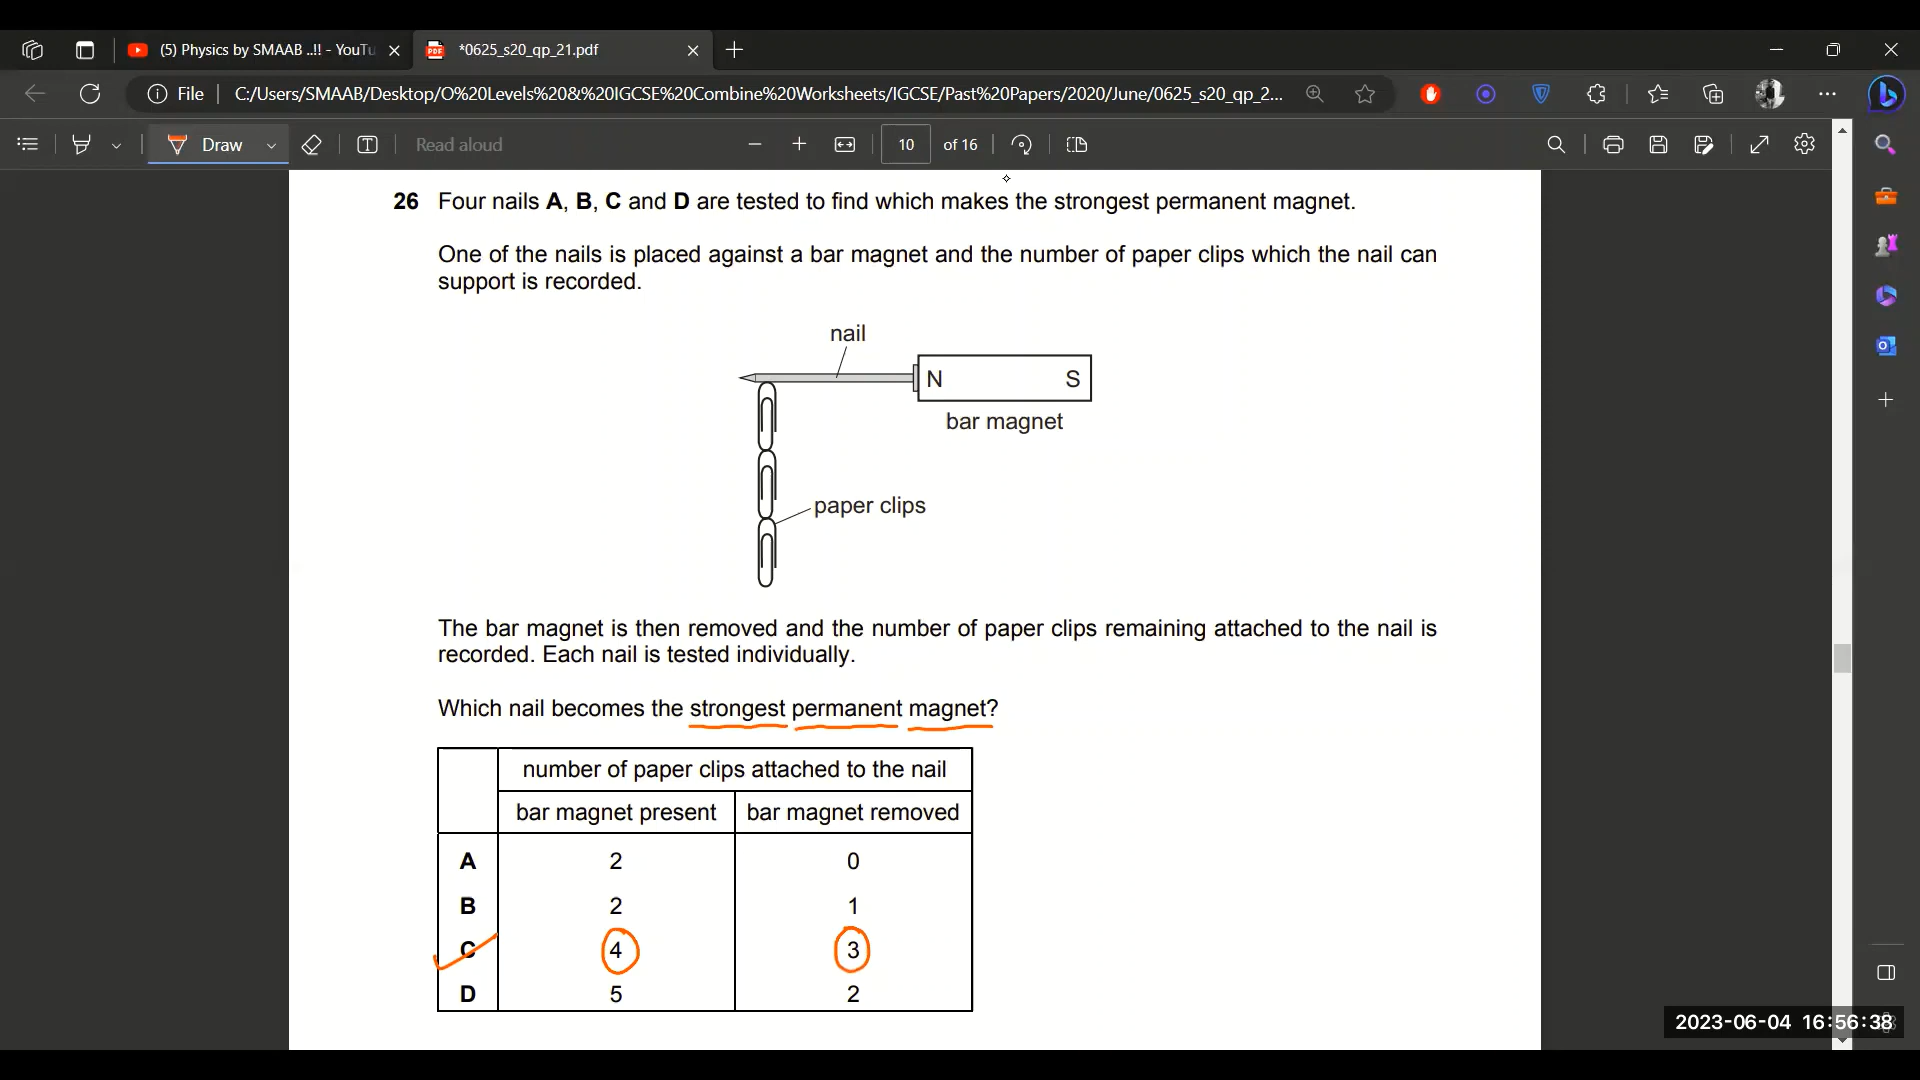 (5) Physics by SMAAB ..!! - YouTu
*0625_s20_qp_21.pdf
File
C:/Users/SMAAB/Desktop/O%20Levels%20&%20IGCSE%20Combine%20Worksheets/IGCSE/Past%20Papers/2020/June/0625_s20_qp_2...
Draw
Read aloud
10 of 16
26 Four nails A, B, C and D are tested to find which makes the strongest permanent magnet.
One of the nails is placed against a bar magnet and the number of paper clips which the nail can
support is recorded.
nail
N S
bar magnet
paper clips
The bar magnet is then removed and the number of paper clips remaining attached to the nail is
recorded. Each nail is tested individually.
Which nail becomes the strongest permanent magnet?
number of paper clips attached to the nail
bar magnet present bar magnet removed
A 2 0
B 2 1
C 4 3
D 5 2
2023-06-04 16:56:38